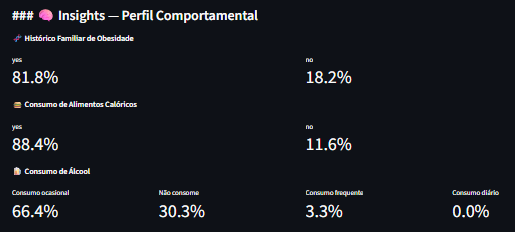 ### 🧠 Insights — Perfil Comportamental
🧬 Histórico Familiar de Obesidade
yes no
81.8% 18.2%
🍔 Consumo de Alimentos Calóricos
yes no
88.4% 11.6%
Consumo de Álcool
Consumo ocasional Não consome Consumo frequente Consumo diário
66.4% 30.3% 3.3% 0.0%